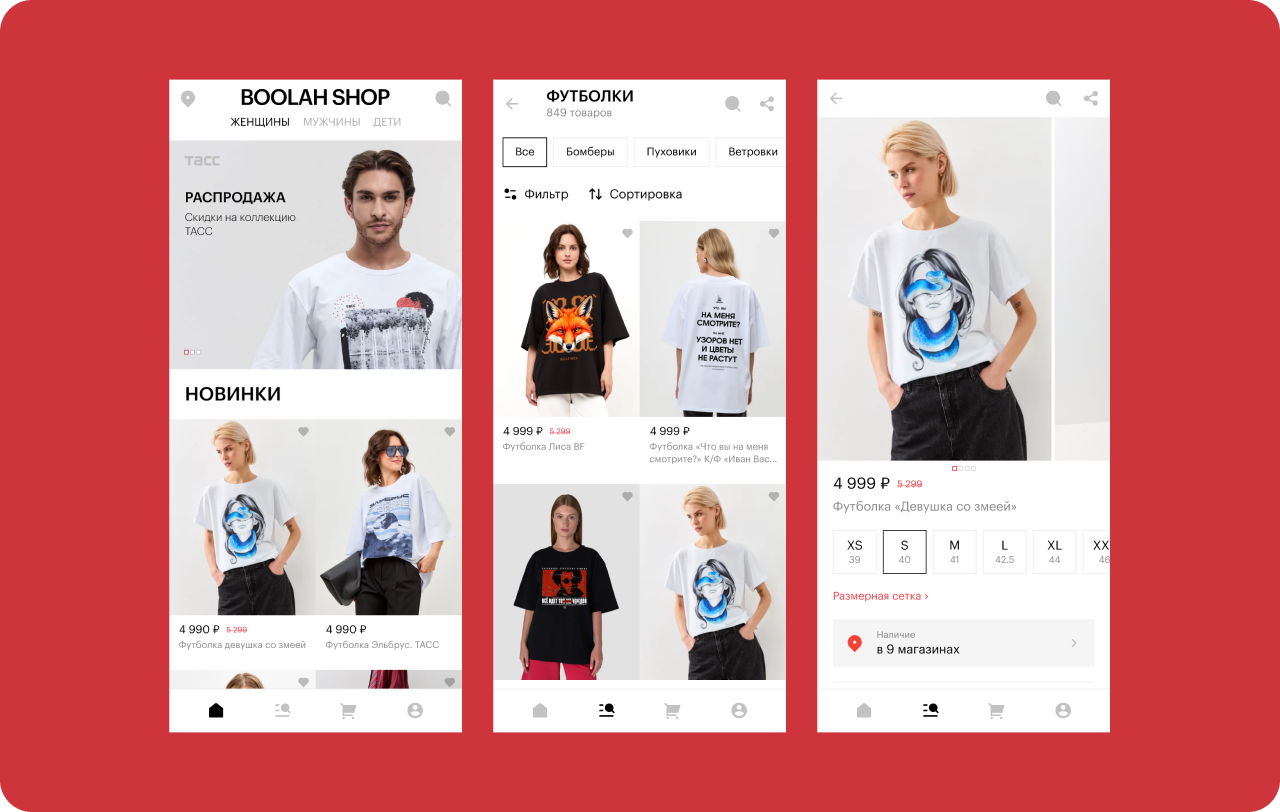 BOOLAH SHOP
ЖЕНЩИНЫ МУЖЧИНЫ ДЕТИ
ТАСС
РАСПРОДАЖА
Скидки на коллекцию
ТАСС
НОВИНКИ
4 990 ₽ 5 299
Футболка девушка со змеей
4 990 ₽
Футболка Эльбрус. ТАСС
ФУТБОЛКИ
849 товаров
Все Бомберы Пуховики Ветровки
Фильтр Сортировка
ЧТО ВЫ
НА МЕНЯ
СМОТРИТЕ?
НА МНЕ
УЗОРОВ НЕТ
И ЦВЕТЫ
НЕ РАСТУТ
4 999 ₽ 5 299
Футболка Лиса BF
4 999 ₽
Футболка «Что вы на меня
смотрите?» К/Ф «Иван Вас...
4 999 ₽ 5 299
Футболка «Девушка со змеей»
XS S M L XL XX
39 40 41 42.5 44 46
Размерная сетка ›
Наличие
в 9 магазинах